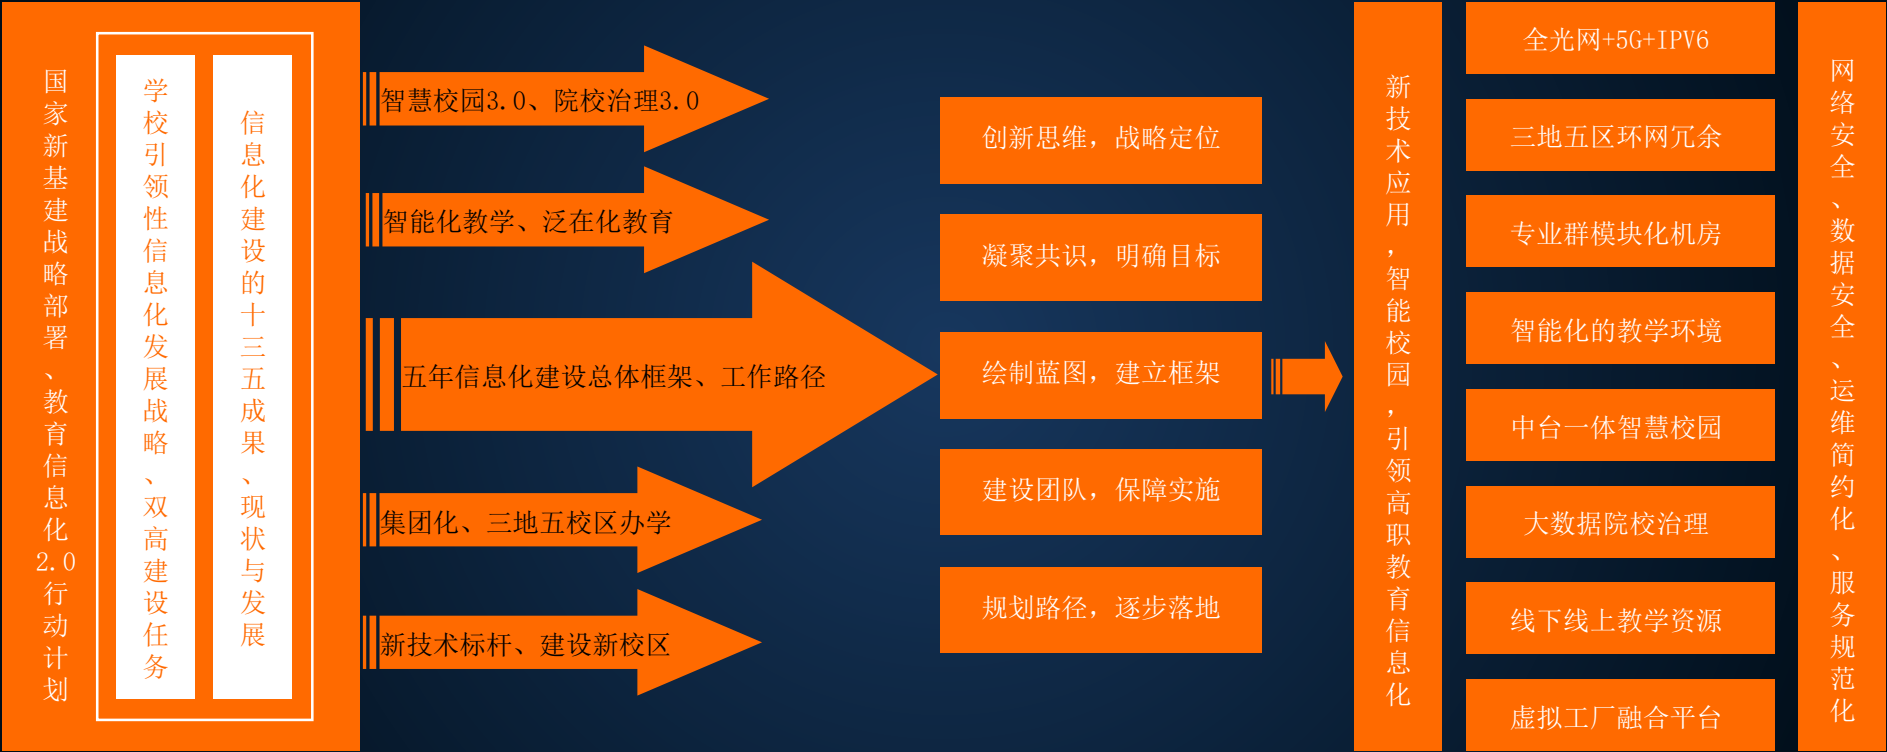 国家新基建战略部署、教育信息化2.0行动计划
学校引领性信息化发展战略、双高建设任务
信息化建设的十三五成果、现状与发展
智慧校园3.0、院校治理3.0
智能化教学、泛在化教育
五年信息化建设总体框架、工作路径
集团化、三地五校区办学
新技术标杆、建设新校区
创新思维，战略定位
凝聚共识，明确目标
绘制蓝图，建立框架
建设团队，保障实施
规划路径，逐步落地
新技术应用，智能校园，引领高职教育信息化
全光网+5G+IPV6
三地五区环网冗余
专业群模块化机房
智能化的教学环境
中台一体智慧校园
大数据院校治理
线下线上教学资源
虚拟工厂融合平台
网络安全、数据安全、运维简约化、服务规范化